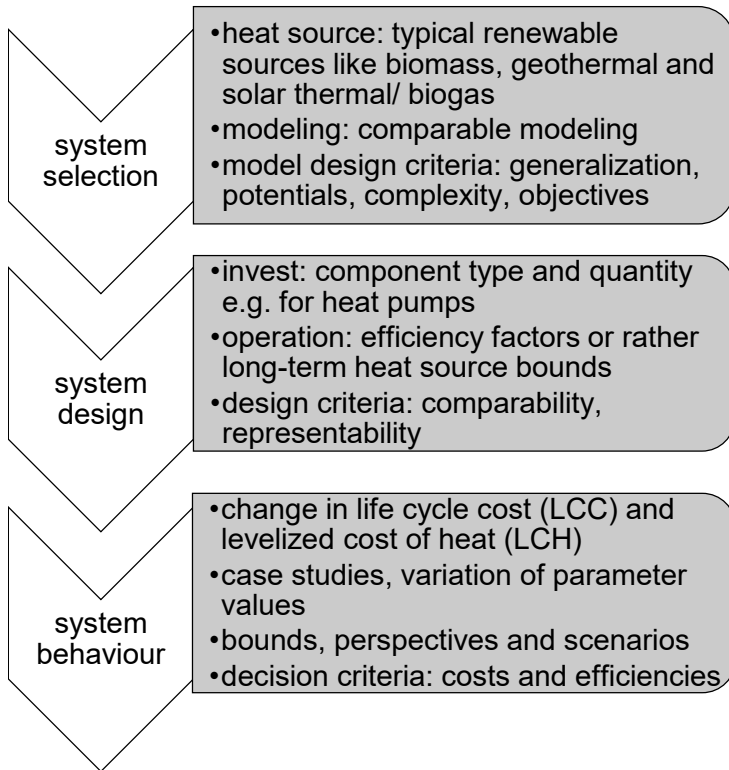 system
selection
•heat source: typical renewable
sources like biomass, geothermal and
solar thermal/ biogas
•modeling: comparable modeling
•model design criteria: generalization,
potentials, complexity, objectives
system
design
•invest: component type and quantity
e.g. for heat pumps
•operation: efficiency factors or rather
long-term heat source bounds
•design criteria: comparability,
representability
system
behaviour
•change in life cycle cost (LCC) and
levelized cost of heat (LCH)
•case studies, variation of parameter
values
•bounds, perspectives and scenarios
•decision criteria: costs and efficiencies